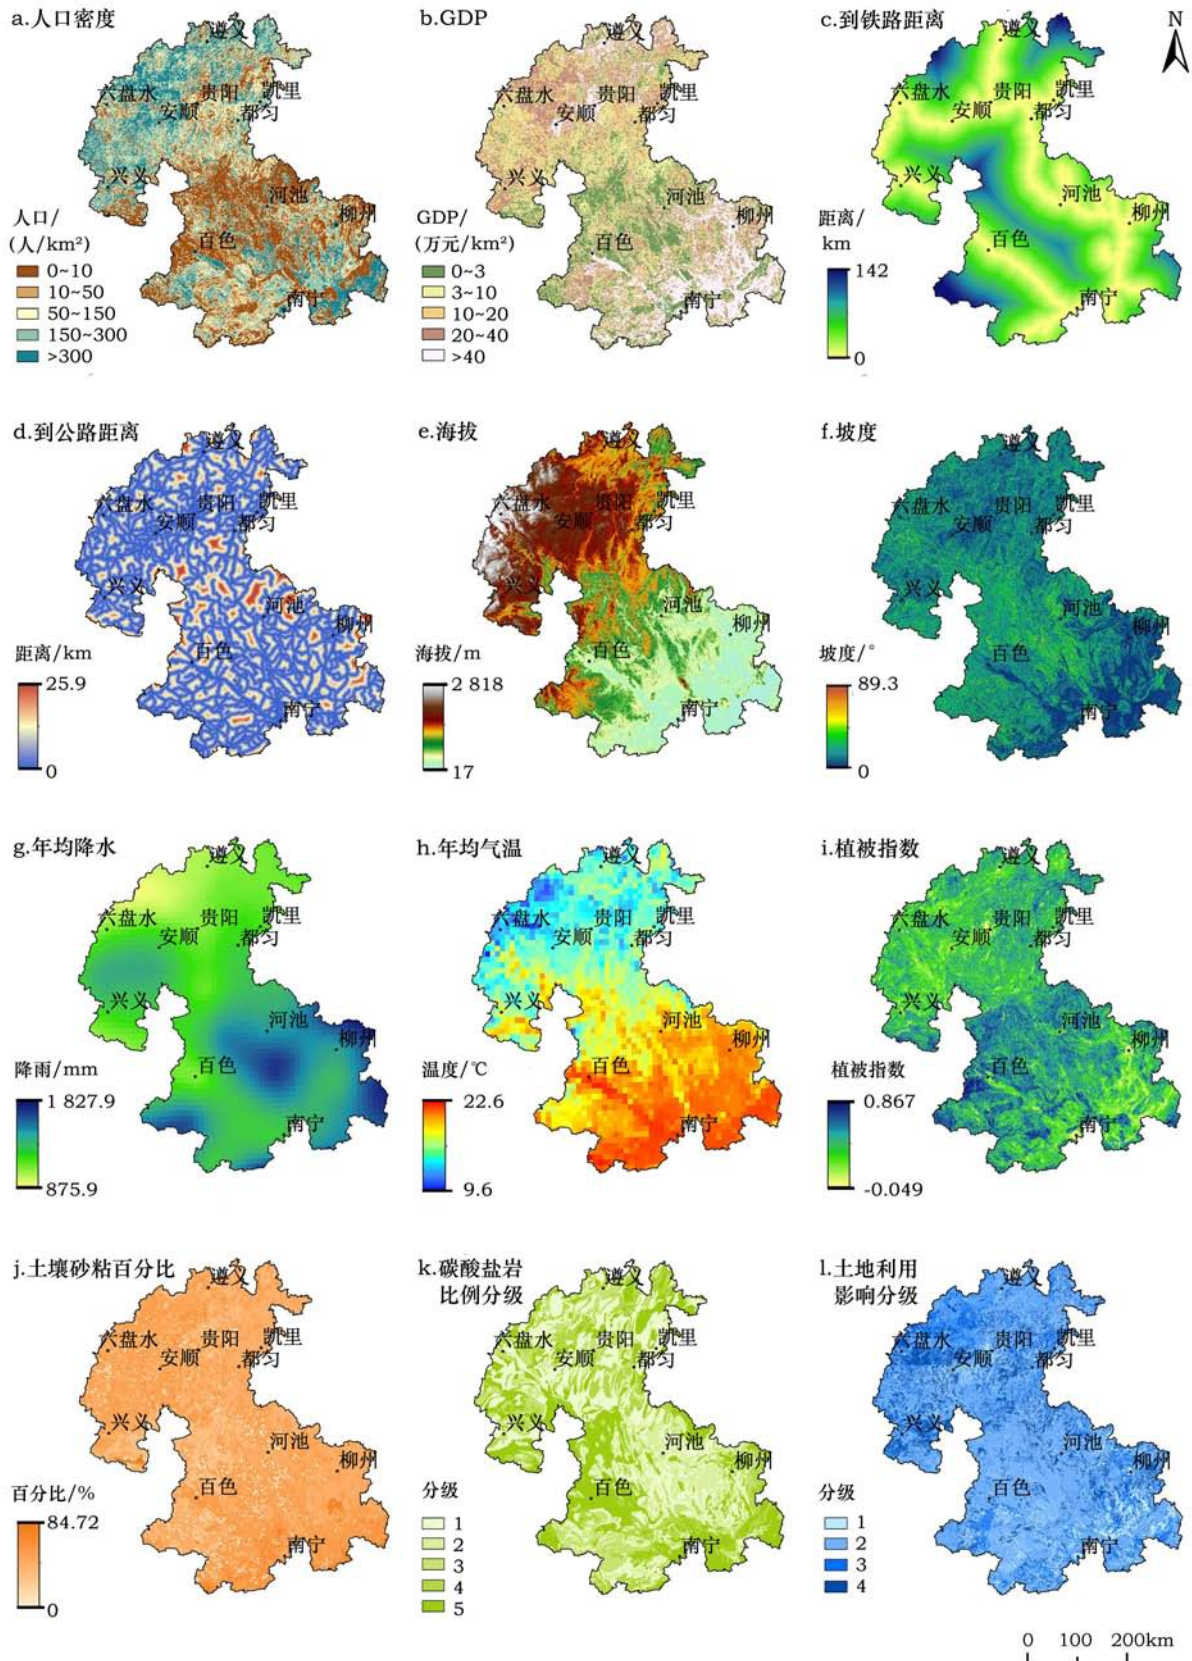 a.人口密度
遵义
六盘水
贵阳
凯里
安顺
都匀
兴义
河池
柳州
百色
南宁
人口/
(人/km²)
0~10
10~50
50~150
150~300
>300
b.GDP
遵义
六盘水
贵阳
凯里
安顺
都匀
兴义
河池
柳州
百色
南宁
GDP/
(万元/km²)
0~3
3~10
10~20
20~40
>40
c.到铁路距离
N
遵义
六盘水
贵阳
凯里
安顺
都匀
兴义
河池
柳州
百色
南宁
距离/
km
142
0
d.到公路距离
遵义
六盘水
贵阳
凯里
安顺
都匀
兴义
河池
柳州
百色
南宁
距离/km
25.9
0
e.海拔
遵义
六盘水
贵阳
凯里
安顺
都匀
兴义
河池
柳州
百色
南宁
海拔/m
2 818
17
f.坡度
遵义
六盘水
贵阳
凯里
安顺
都匀
兴义
河池
柳州
百色
南宁
坡度/°
89.3
0
g.年均降水
遵义
六盘水
贵阳
凯里
安顺
都匀
兴义
河池
柳州
百色
南宁
降雨/mm
1 827.9
875.9
h.年均气温
遵义
六盘水
贵阳
凯里
安顺
都匀
兴义
河池
柳州
百色
南宁
温度/℃
22.6
9.6
i.植被指数
遵义
六盘水
贵阳
凯里
安顺
都匀
兴义
河池
柳州
百色
南宁
植被指数
0.867
-0.049
j.土壤砂粘百分比
遵义
六盘水
贵阳
凯里
安顺
都匀
兴义
河池
柳州
百色
南宁
百分比/%
84.72
0
k.碳酸盐岩
比例分级
遵义
六盘水
贵阳
凯里
安顺
都匀
兴义
河池
柳州
百色
南宁
分级
1
2
3
4
5
l.土地利用
影响分级
遵义
六盘水
贵阳
凯里
安顺
都匀
兴义
河池
柳州
百色
南宁
分级
1
2
3
4
0 100 200km